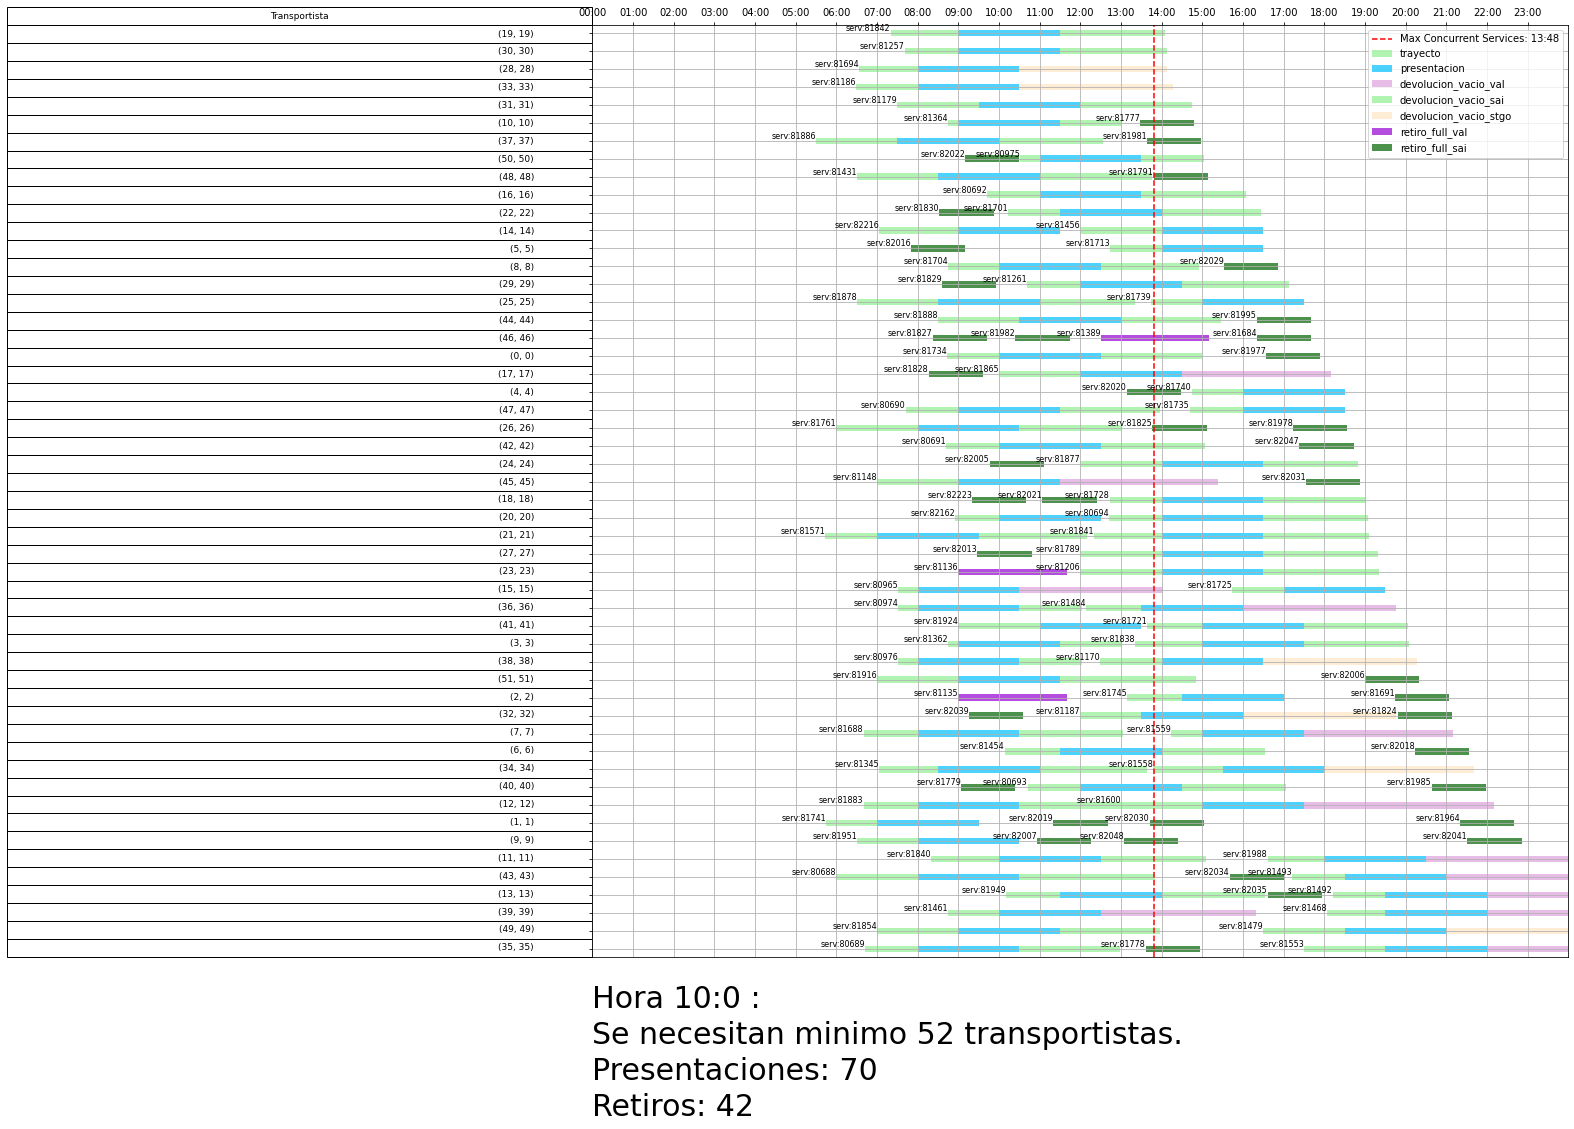 Transportista
00:00 01:00 02:00 03:00 04:00 05:00 06:00 07:00 08:00 09:00 10:00 11:00 12:00 13:00 14:00 15:00 16:00 17:00 18:00 19:00 20:00 21:00 22:00 23:00
Max Concurrent Services: 13:48
trayecto
presentacion
devolucion_vacio_val
devolucion_vacio_sai
devolucion_vacio_stgo
retiro_full_val
retiro_full_sai
(19, 19) serv:81842
(30, 30) serv:81257
(28, 28) serv:81694
(33, 33) serv:81186
(31, 31) serv:81179
(10, 10) serv:81364 serv:81777
(37, 37) serv:81886 serv:81981
(50, 50) serv:82022 serv:80975
(48, 48) serv:81431 serv:81791
(16, 16) serv:80692
(22, 22) serv:81830 serv:81701
(14, 14) serv:82216 serv:81456
(5, 5) serv:82016 serv:81713
(8, 8) serv:81704 serv:82029
(29, 29) serv:81829 serv:81261
(25, 25) serv:81878 serv:81739
(44, 44) serv:81888 serv:81995
(46, 46) serv:81827 serv:81982 serv:81389 serv:81684
(0, 0) serv:81734 serv:81977
(17, 17) serv:81828 serv:81865
(4, 4) serv:82020 serv:81740
(47, 47) serv:80690 serv:81735
(26, 26) serv:81761 serv:81825 serv:81978
(42, 42) serv:80691 serv:82047
(24, 24) serv:82005 serv:81877
(45, 45) serv:81148 serv:82031
(18, 18) serv:82223 serv:82021 serv:81728
(20, 20) serv:82162 serv:80694
(21, 21) serv:81571 serv:81841
(27, 27) serv:82013 serv:81789
(23, 23) serv:81136 serv:81206
(15, 15) serv:80965 serv:81725
(36, 36) serv:80974 serv:81484
(41, 41) serv:81924 serv:81721
(3, 3) serv:81362 serv:81838
(38, 38) serv:80976 serv:81170
(51, 51) serv:81916 serv:82006
(2, 2) serv:81135 serv:81745 serv:81691
(32, 32) serv:82039 serv:81187 serv:81824
(7, 7) serv:81688 serv:81559
(6, 6) serv:81454 serv:82018
(34, 34) serv:81345 serv:81558
(40, 40) serv:81779 serv:80693 serv:81985
(12, 12) serv:81883 serv:81600
(1, 1) serv:81741 serv:82019 serv:82030 serv:81964
(9, 9) serv:81951 serv:82007 serv:82048 serv:82041
(11, 11) serv:81840 serv:81988
(43, 43) serv:80688 serv:82034 serv:81493
(13, 13) serv:81949 serv:82035 serv:81492
(39, 39) serv:81461 serv:81468
(49, 49) serv:81854 serv:81479
(35, 35) serv:80689 serv:81778 serv:81553
Hora 10:0 :
Se necesitan minimo 52 transportistas.
Presentaciones: 70
Retiros: 42